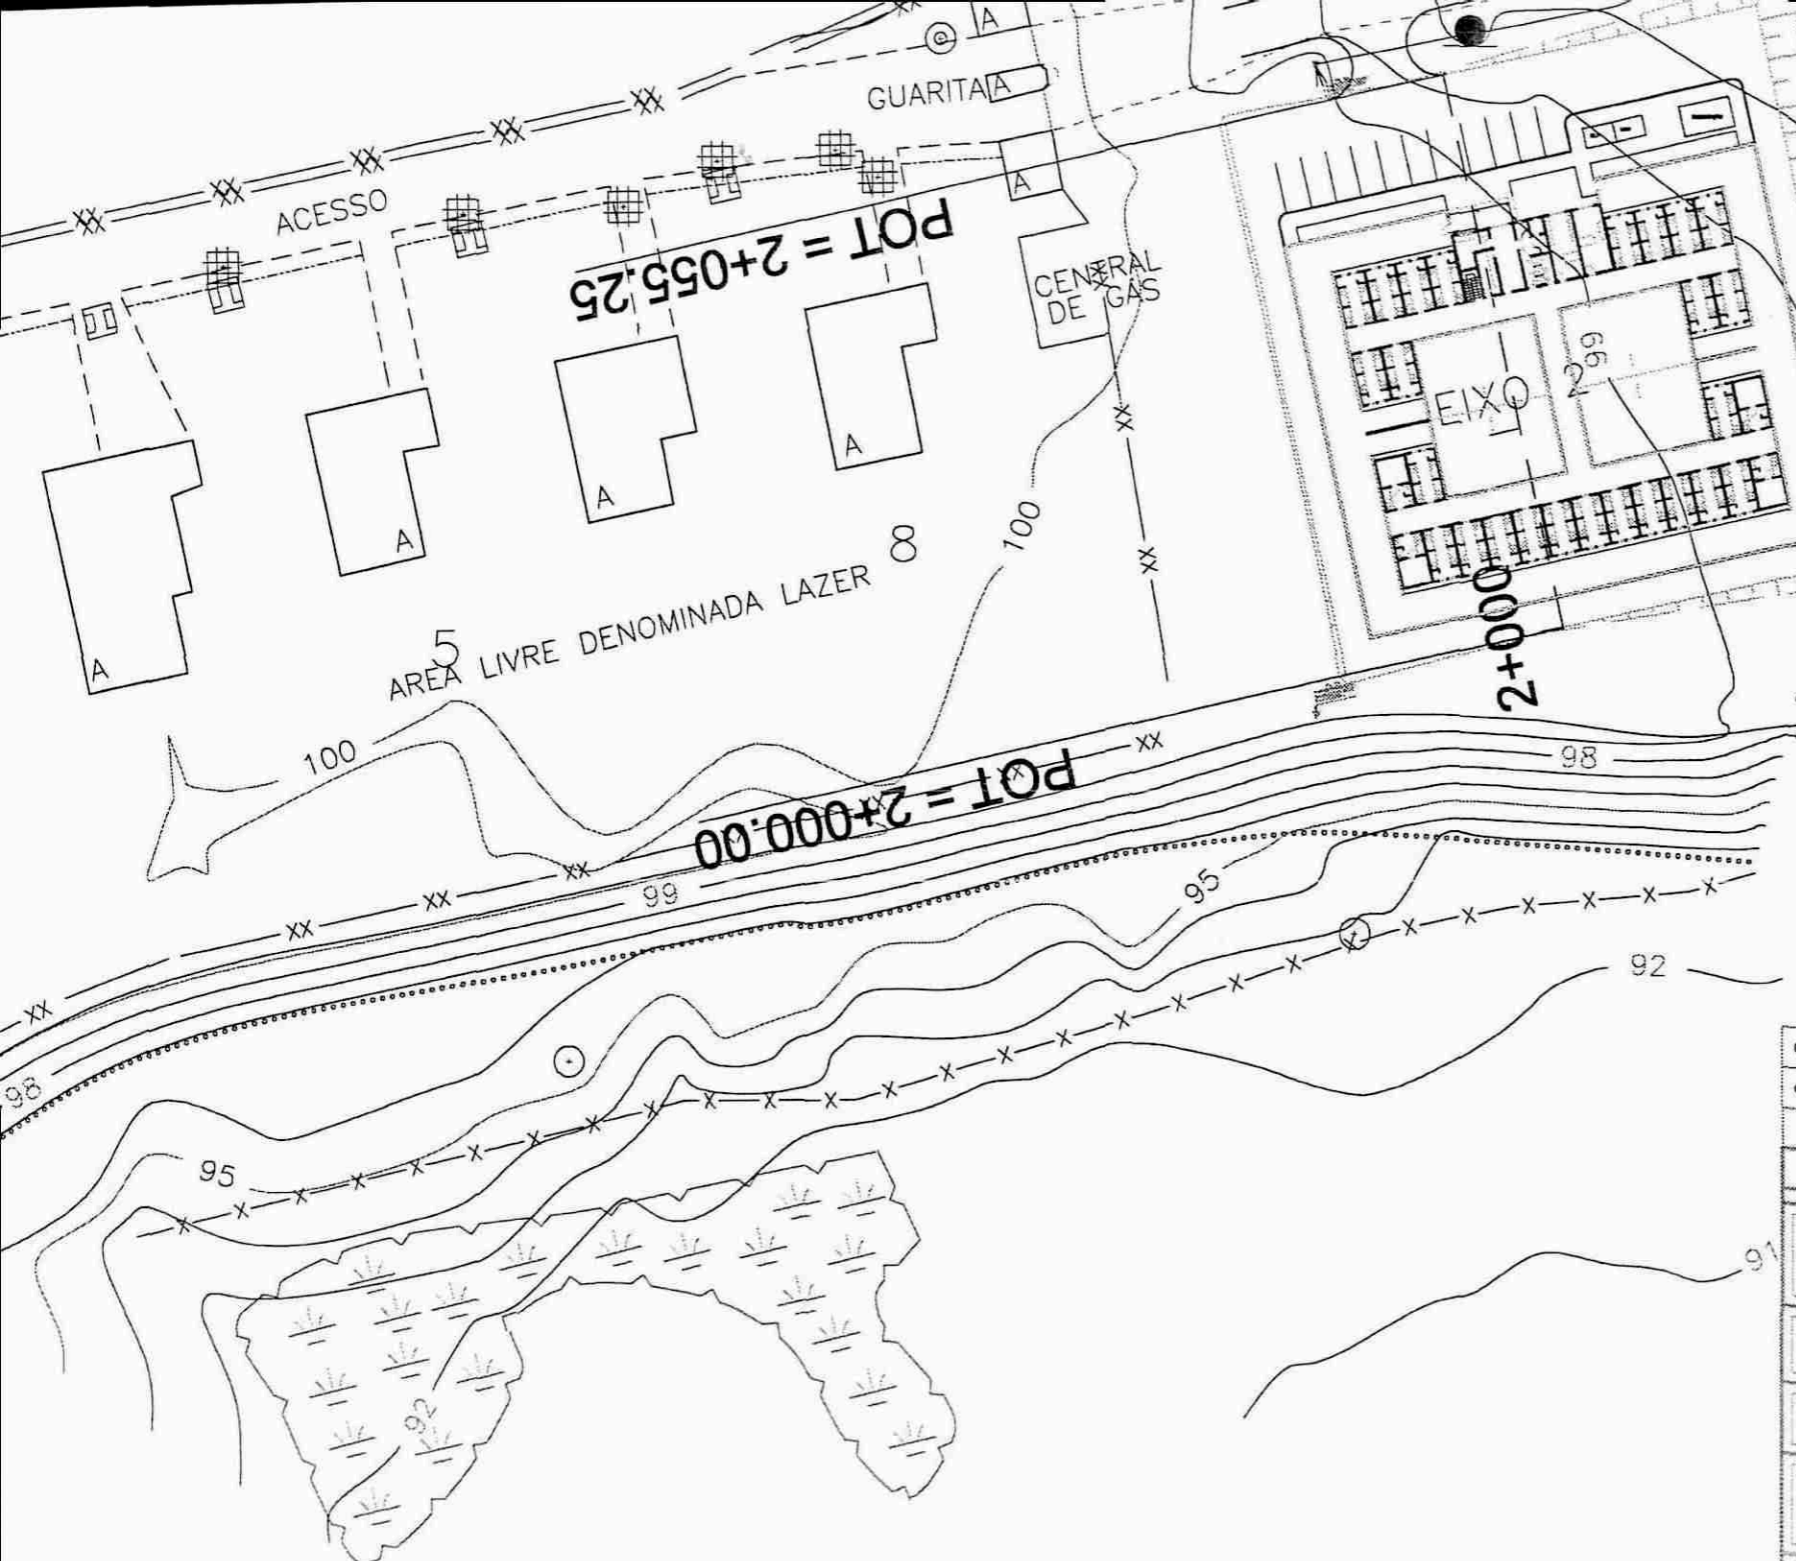 A
GUARITA A
ACESSO
A
POT = 2+055.25
CENTRAL
DE GÁS
99
EIXO 2
A
A
A
A
8
100
5
AREA LIVRE DENOMINADA LAZER
2+000
100
98
POT = 2+000.00
99
95
92
98
95
91
92